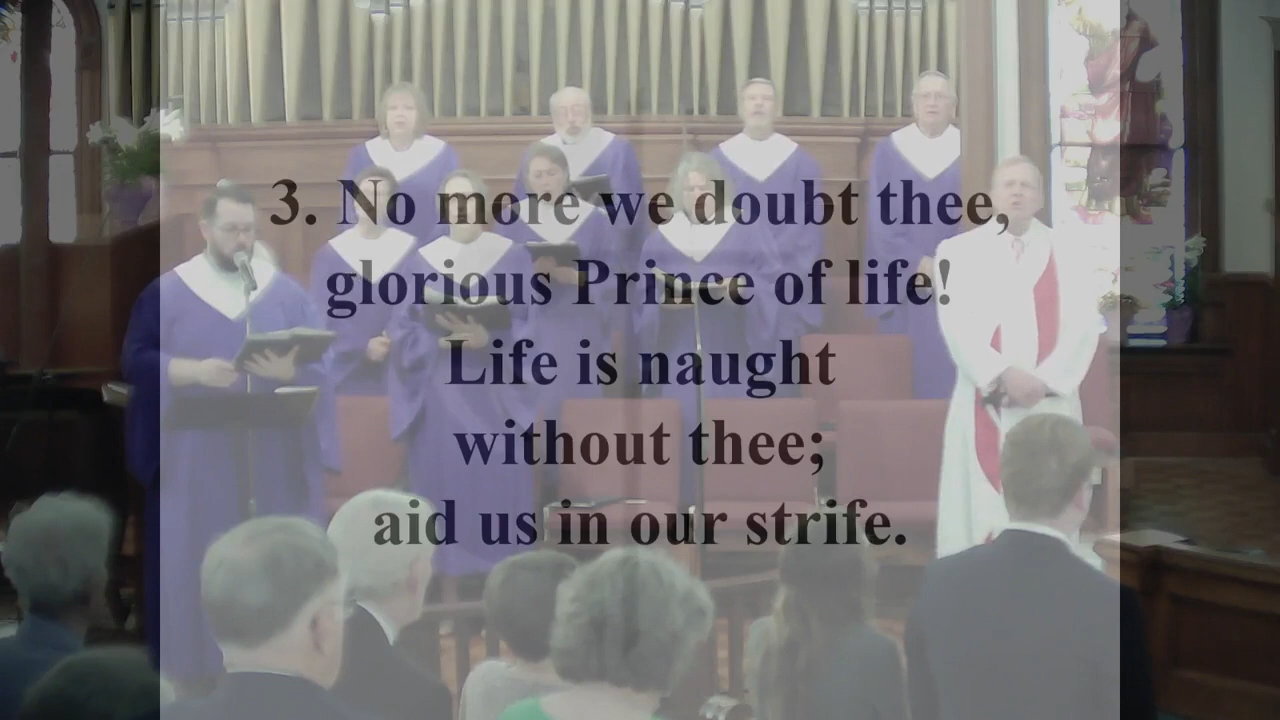 3. No more we doubt thee,
glorious Prince of life!
Life is naught
without thee;
aid us in our strife.